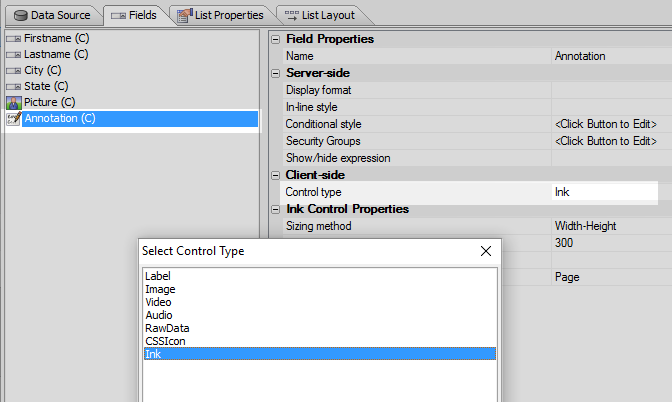 Data Source Fields List Properties List Layout
Firstname (C)
Lastname (C)
City (C)
State (C)
Picture (C)
Annotation (C)
Field Properties
Name Annotation
Server-side
Display format
In-line style
Conditional style <Click Button to Edit>
Security Groups <Click Button to Edit>
Show/hide expression
Client-side
Control type Ink
Ink Control Properties
Sizing method Width-Height
300
Page
Select Control Type
Label
Image
Video
Audio
RawData
CSSIcon
Ink